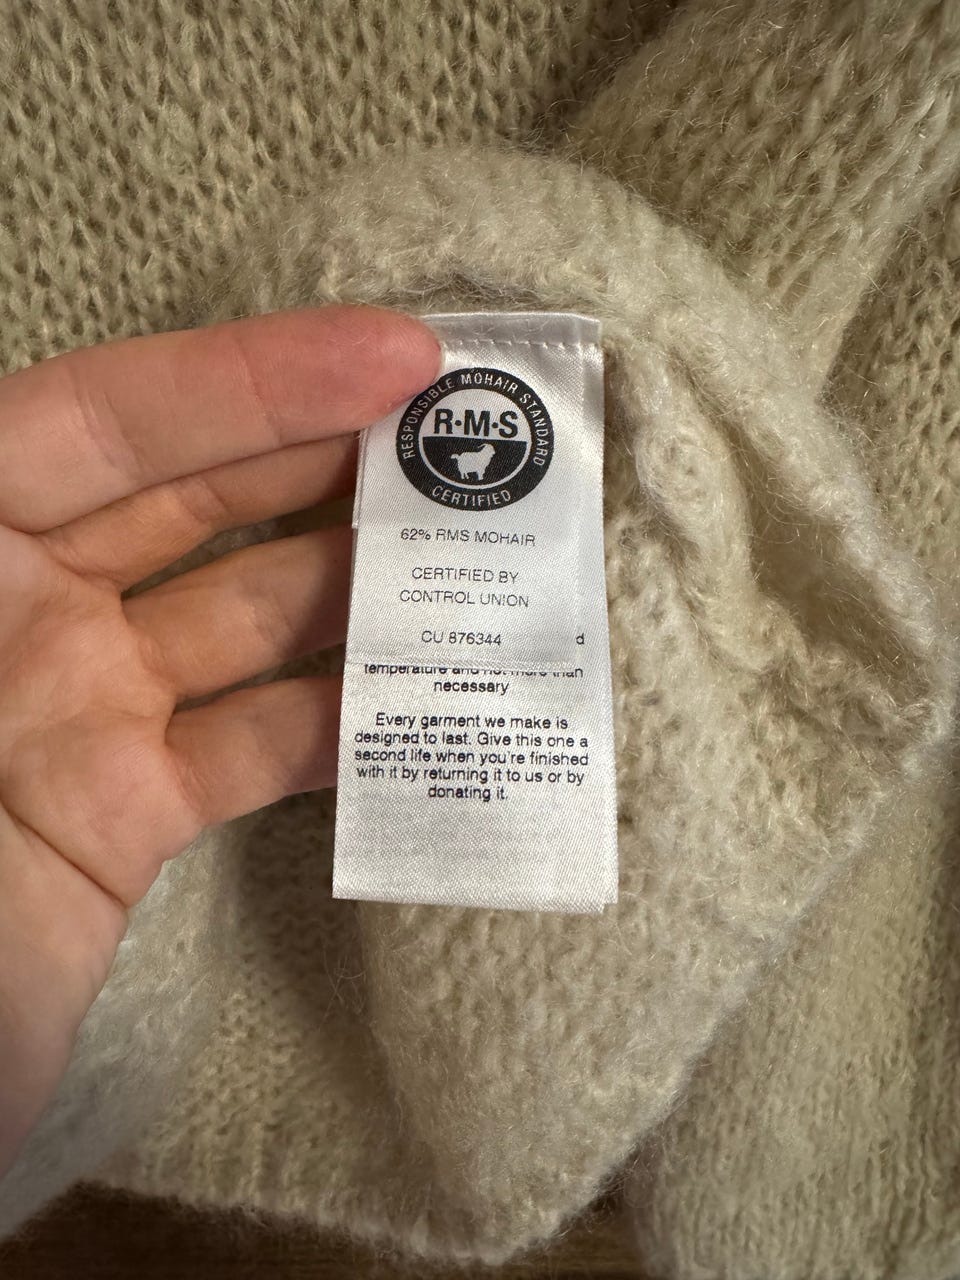 RESPONSIBLE MOHAIR STANDARD
R·M·S
CERTIFIED
62% RMS MOHAIR
CERTIFIED BY
CONTROL UNION
CU 876344
d
temperature and not more than
necessary
Every garment we make is
designed to last. Give this one a
second life when you're finished
with it by returning it to us or by
donating it.